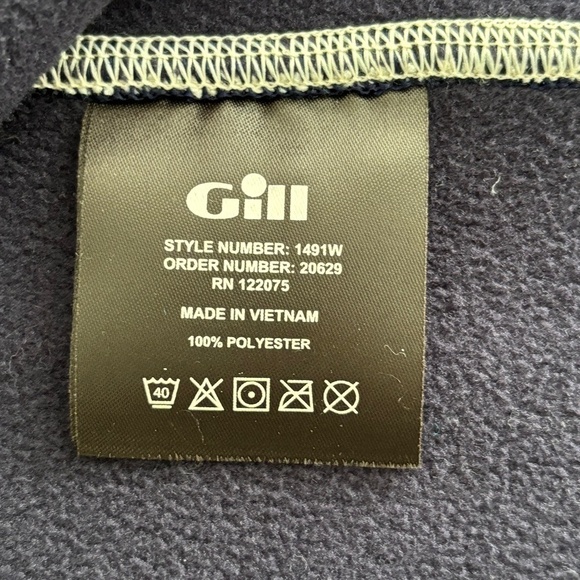 Gill
STYLE NUMBER: 1491W
ORDER NUMBER: 20629
RN 122075
MADE IN VIETNAM
100% POLYESTER
40